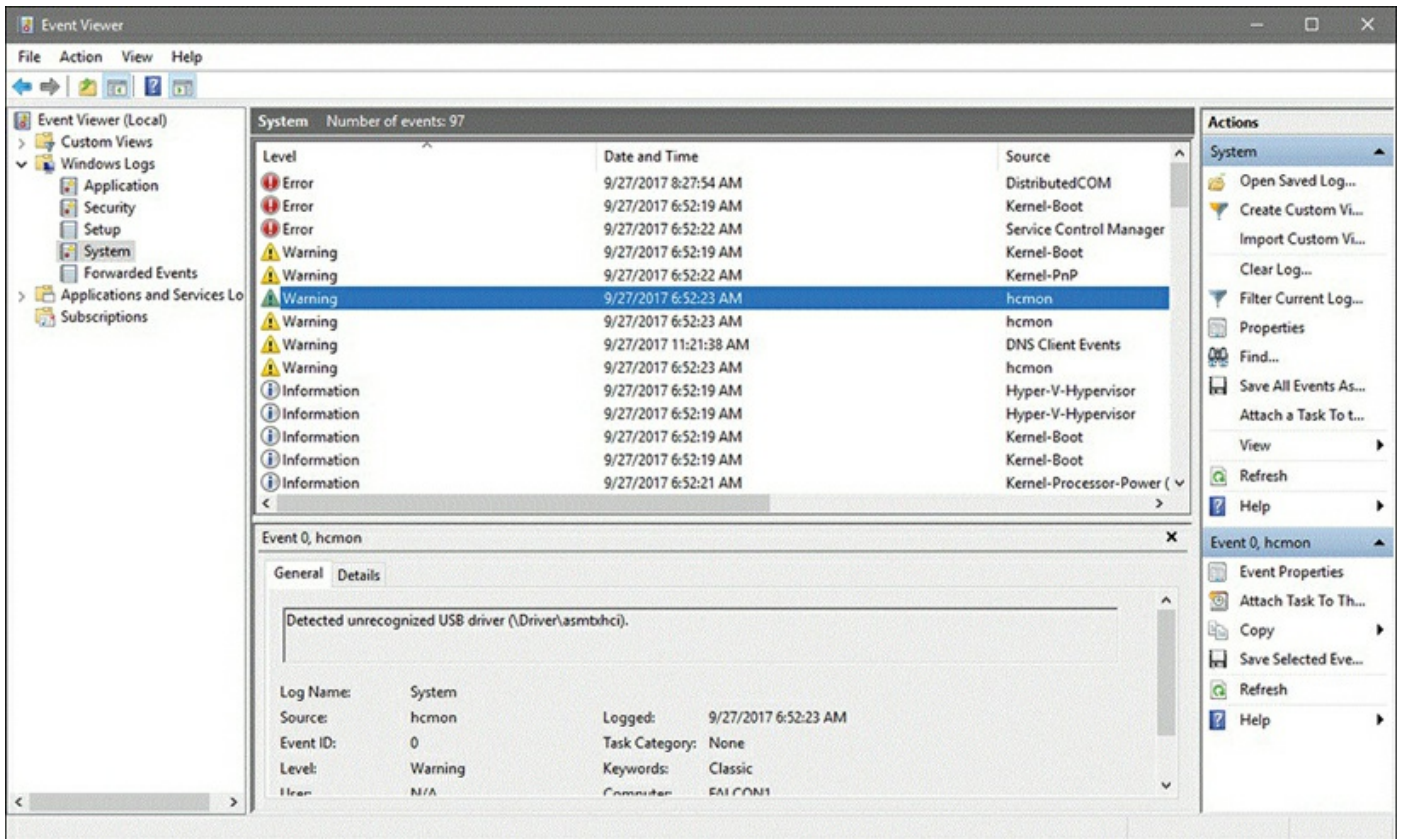 Event Viewer
File Action View Help
Event Viewer (Local)
Custom Views
Windows Logs
Application
Security
Setup
System
Forwarded Events
Applications and Services Lo
Subscriptions
System Number of events: 97
Level Date and Time Source
Error 9/27/2017 8:27:54 AM DistributedCOM
Error 9/27/2017 6:52:19 AM Kernel-Boot
Error 9/27/2017 6:52:22 AM Service Control Manager
Warning 9/27/2017 6:52:19 AM Kernel-Boot
Warning 9/27/2017 6:52:22 AM Kernel-PnP
Warning 9/27/2017 6:52:23 AM hcmon
Warning 9/27/2017 6:52:23 AM hcmon
Warning 9/27/2017 11:21:38 AM DNS Client Events
Warning 9/27/2017 6:52:23 AM hcmon
Information 9/27/2017 6:52:19 AM Hyper-V-Hypervisor
Information 9/27/2017 6:52:19 AM Hyper-V-Hypervisor
Information 9/27/2017 6:52:19 AM Kernel-Boot
Information 9/27/2017 6:52:19 AM Kernel-Boot
Information 9/27/2017 6:52:21 AM Kernel-Processor-Power (
Event 0, hcmon
General Details
Detected unrecognized USB driver (\Driver\asmtxhci).
Log Name: System
Source: hcmon Logged: 9/27/2017 6:52:23 AM
Event ID: 0 Task Category: None
Level: Warning Keywords: Classic
User: N/A Computer: FALCON1
Actions
System
Open Saved Log...
Create Custom Vi...
Import Custom Vi...
Clear Log...
Filter Current Log...
Properties
Find...
Save All Events As...
Attach a Task To t...
View
Refresh
Help
Event 0, hcmon
Event Properties
Attach Task To Th...
Copy
Save Selected Eve...
Refresh
Help